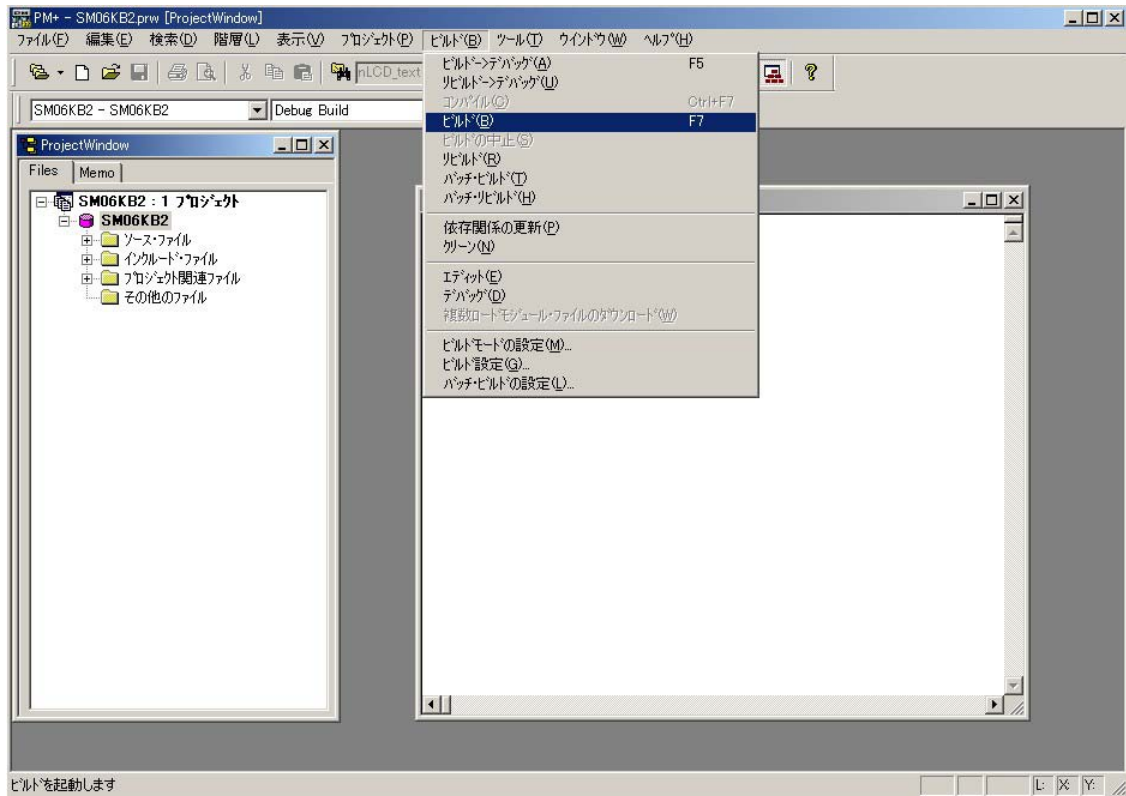 PM+ - SM06KB2.prw [ProjectWindow]
ファイル(F) 編集(E) 検索(D) 階層(L) 表示(V) プロジェクト(P) ビルド(B) ツール(T) ウインドウ(W) ヘルプ(H)
nLCD_text
SM06KB2 - SM06KB2 Debug Build
ビルド->デバッグ(A) F5
リビルド->デバッグ(U)
コンパイル(C) Ctrl+F7
ビルド(B) F7
ビルドの中止(S)
リビルド(R)
バッチ・ビルド(T)
バッチ・リビルド(H)
依存関係の更新(P)
クリーン(N)
エディット(E)
デバッグ(D)
複数ロードモジュール・ファイルのダウンロード(W)
ビルドモードの設定(M)...
ビルド設定(G)...
バッチ・ビルドの設定(L)...
ProjectWindow
Files Memo
SM06KB2 : 1 プロジェクト
SM06KB2
ソース・ファイル
インクルード・ファイル
プロジェクト関連ファイル
その他のファイル
ビルドを起動します
L: X: Y: